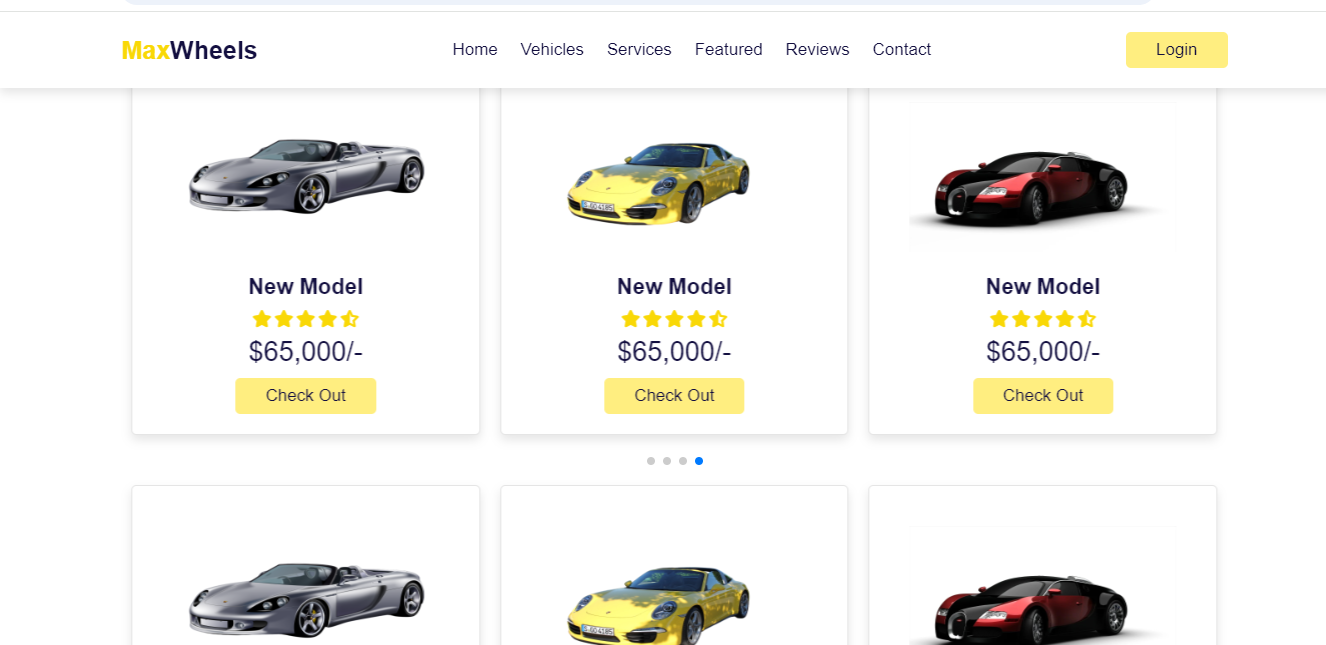 MaxWheels Home Vehicles Services Featured Reviews Contact Login
New Model New Model New Model
$65,000/- $65,000/- $65,000/-
Check Out Check Out Check Out